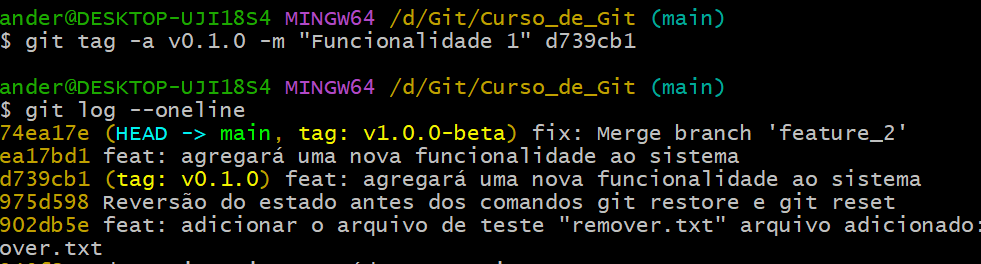 ander@DESKTOP-UJI18S4 MINGW64 /d/Git/Curso_de_Git (main)
$ git tag -a v0.1.0 -m "Funcionalidade 1" d739cb1
ander@DESKTOP-UJI18S4 MINGW64 /d/Git/Curso_de_Git (main)
$ git log --oneline
74ea17e (HEAD -> main, tag: v1.0.0-beta) fix: Merge branch 'feature_2'
ea17bd1 feat: agregará uma nova funcionalidade ao sistema
d739cb1 (tag: v0.1.0) feat: agregará uma nova funcionalidade ao sistema
975d598 Reversão do estado antes dos comandos git restore e git reset
902db5e feat: adicionar o arquivo de teste "remover.txt" arquivo adicionado:
over.txt